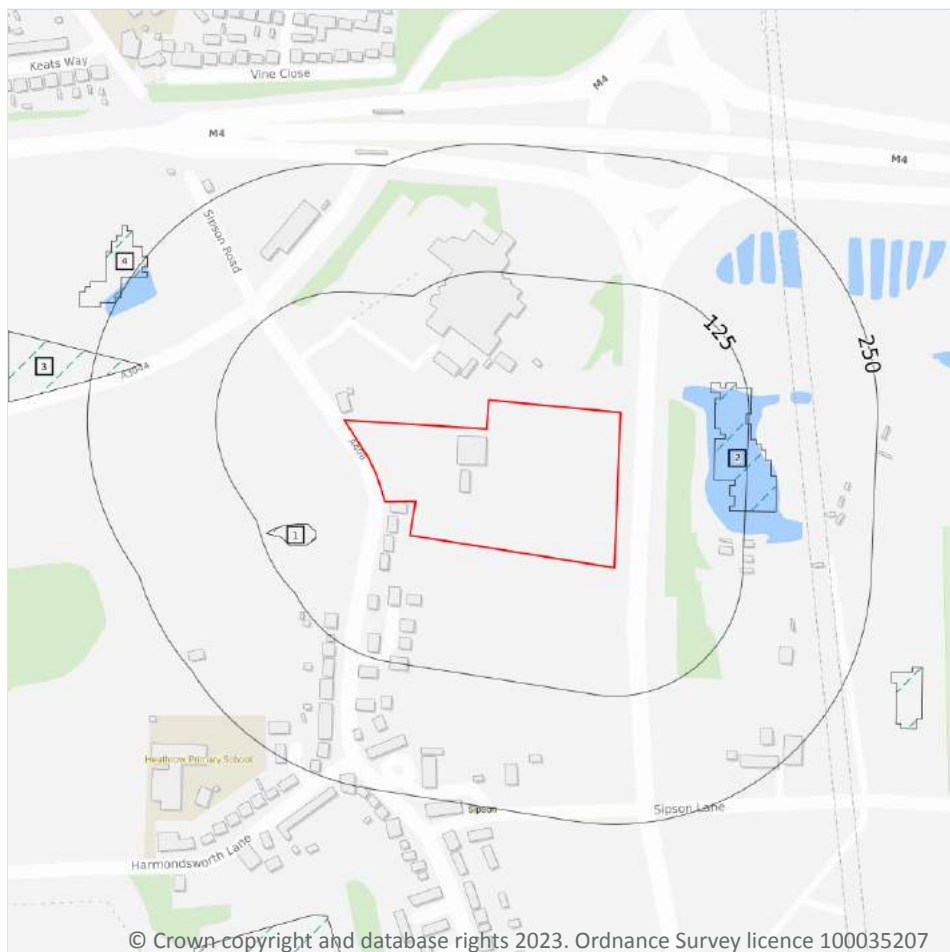 Keats Way
Vine Close
M4
M4
M4
Sipson Road
4
125
250
3
A3044
A408
2
1
Heathrow Primary School
Sipson
Sipson Lane
Harmondsworth Lane
© Crown copyright and database rights 2023. Ordnance Survey licence 100035207